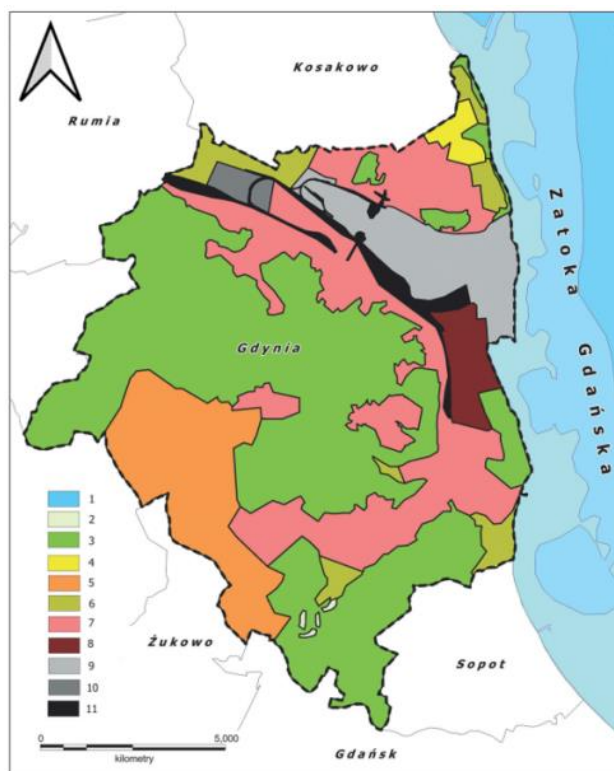 Kosakowo
Rumia
Zatoka
Gdańska
Gdynia
1
2
3
4
5
6
7
8
9
10
11
Żukowo
Sopot
0 5,000
kilometry
Gdańsk